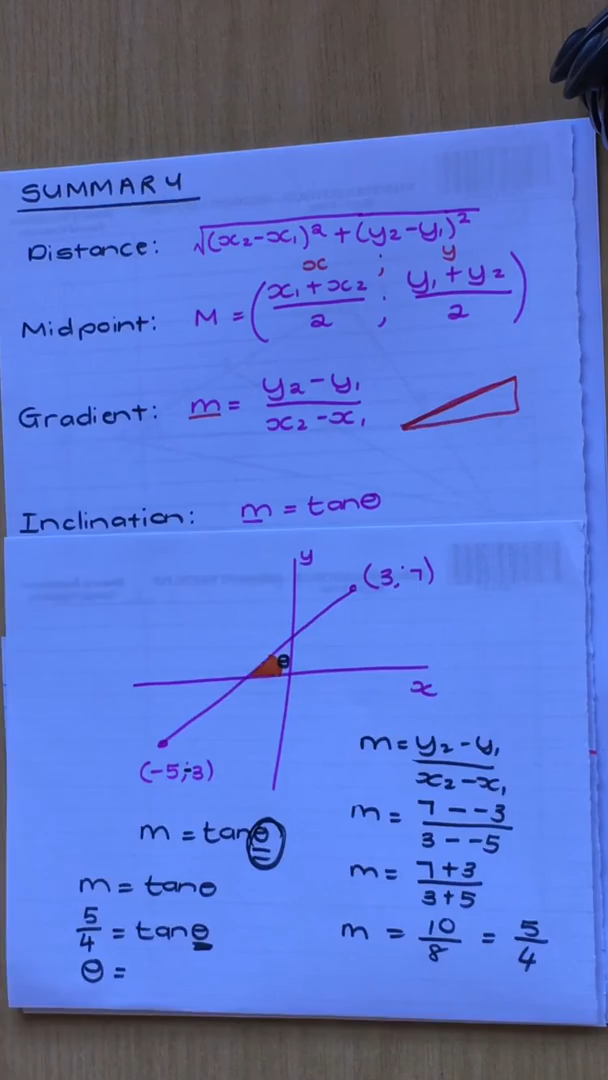 SUMMARY
Distance: √(x₂-x₁)² + (y₂-y₁)²
x ; y
Midpoint: M = (x₁+x₂/2 ; y₁+y₂/2)
Gradient: m = y₂-y₁/x₂-x₁
Inclination: m = tanθ
y
(3;7)
θ
x
(-5;-3)
m = y₂-y₁/x₂-x₁
m = 7--3/3--5
m = tanθ
m = 7+3/3+5
m = tanθ
5/4 = tanθ
m = 10/8 = 5/4
θ =